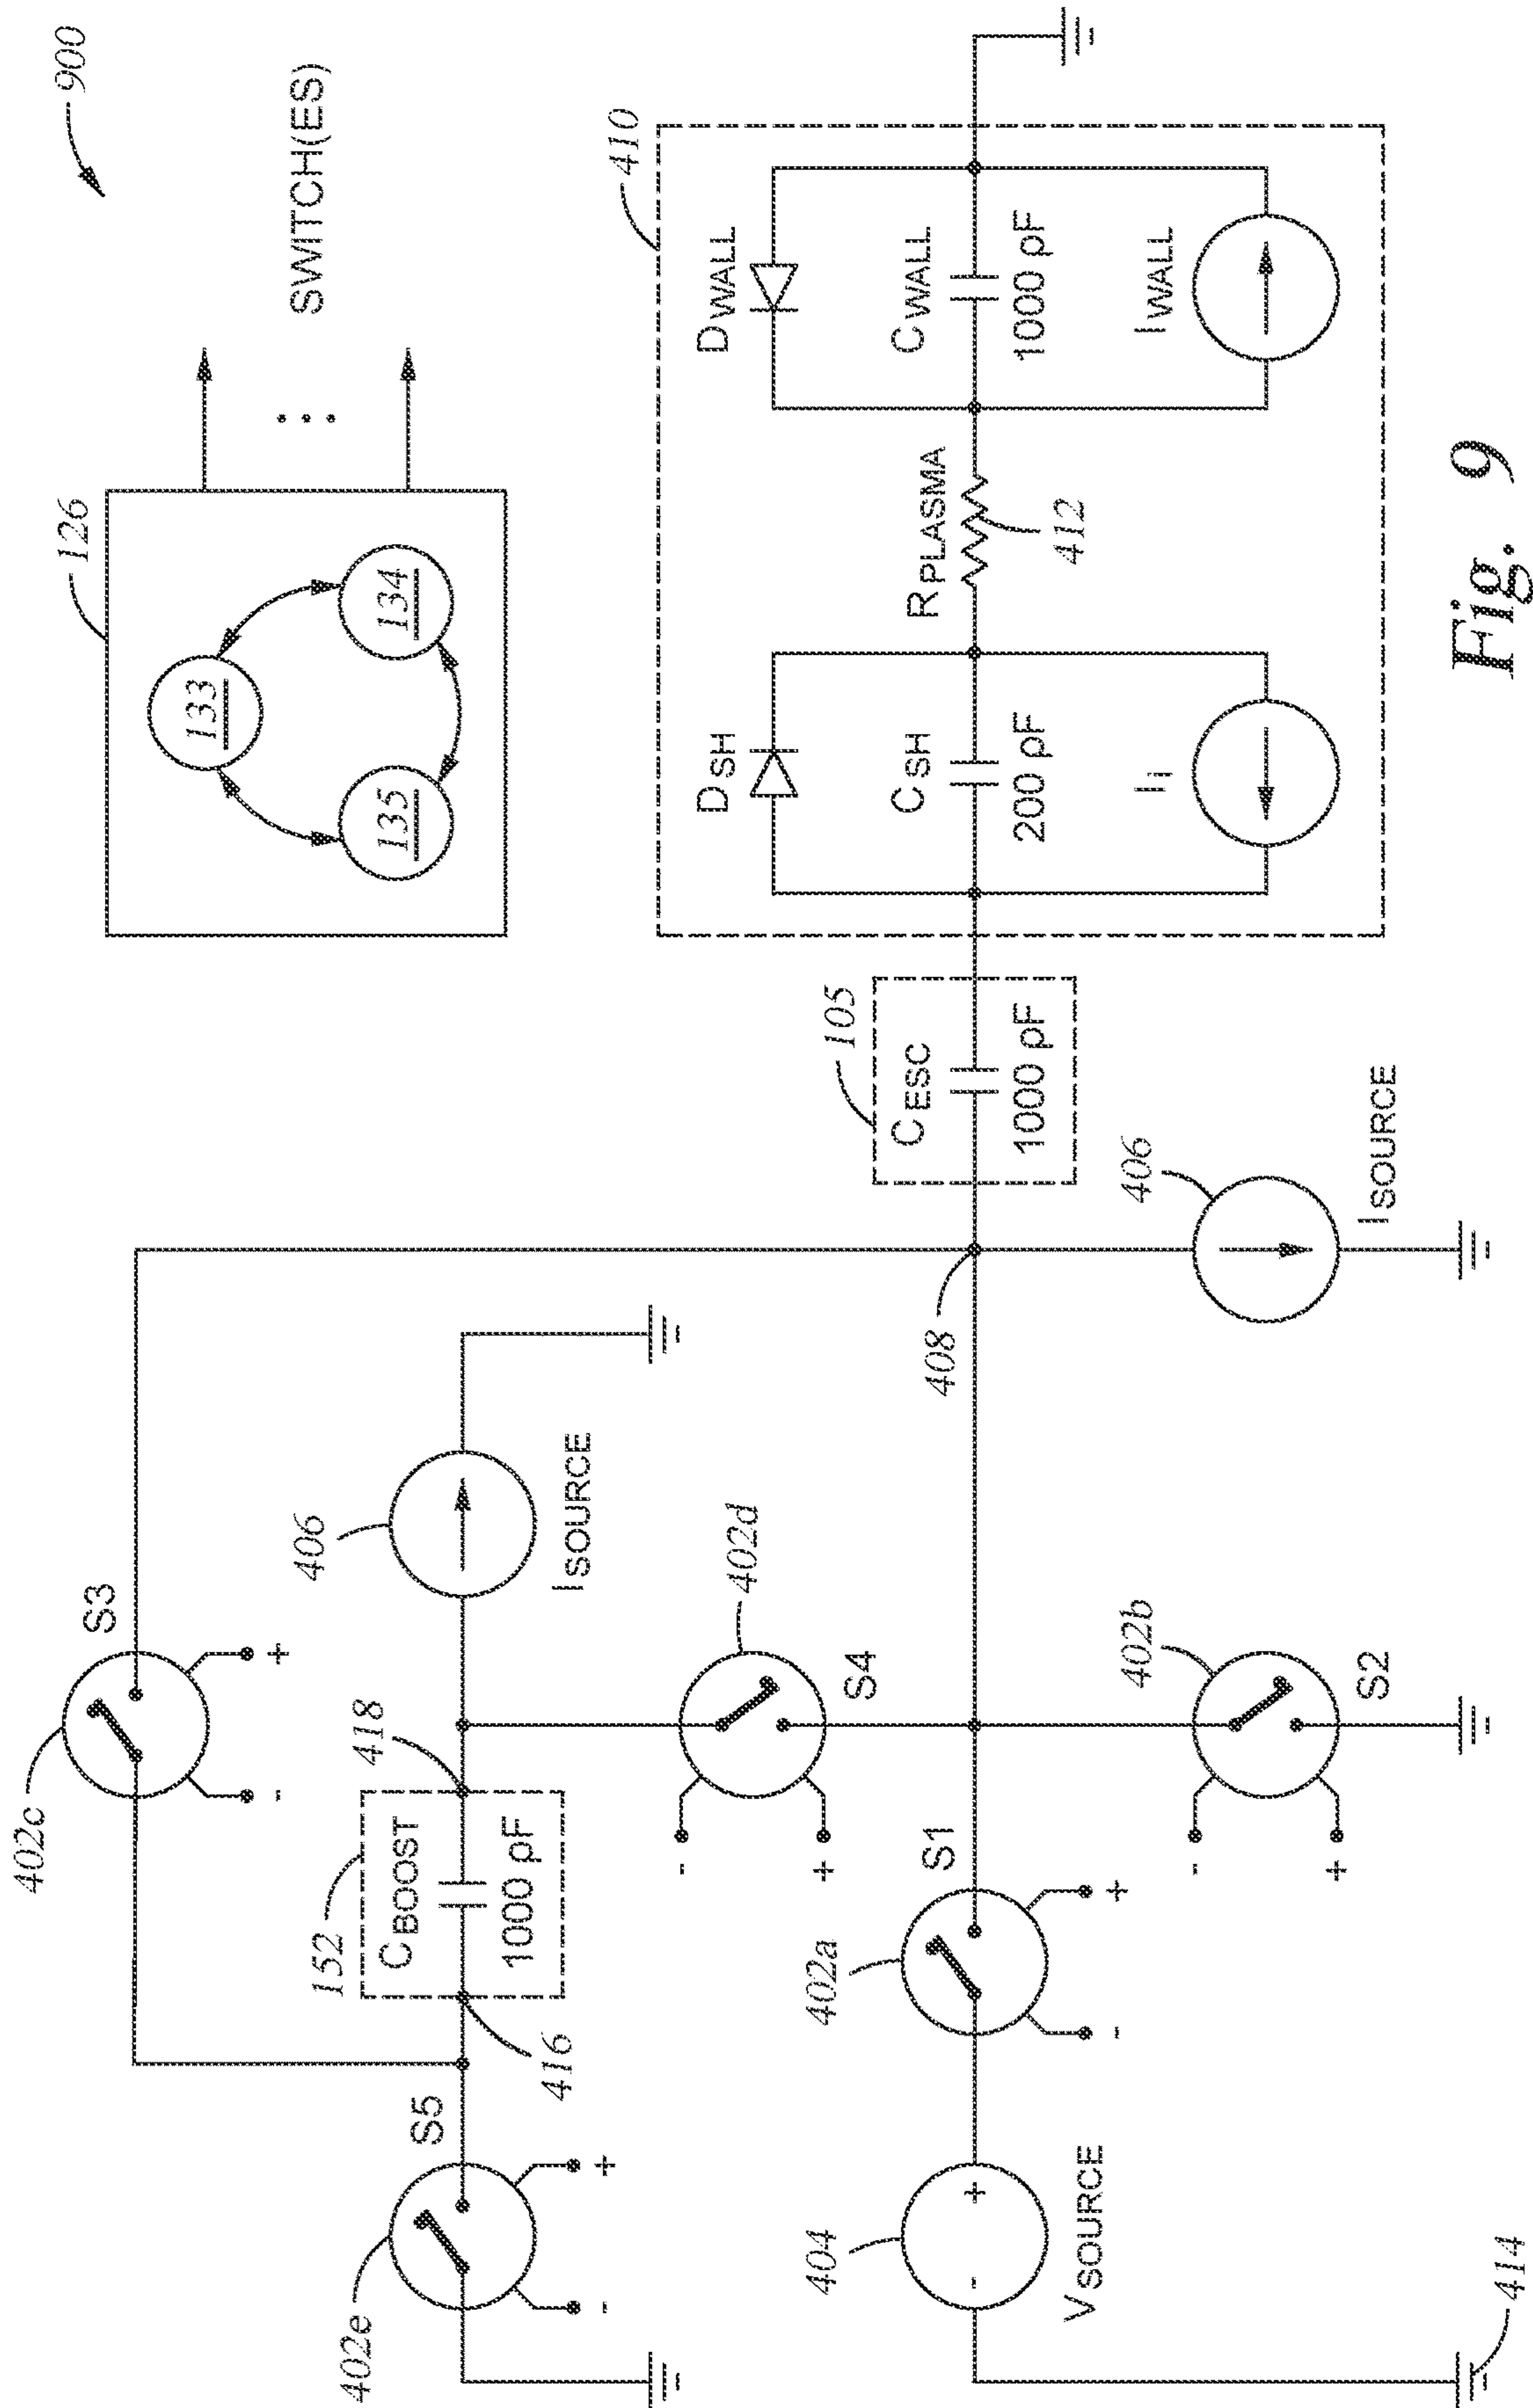 900
126
133
135
134
SWITCH(ES)
402c
S3
152
418
406
CBOOST
1000 pF
ISOURCE
402e
S5
416
-
+
-
+
-
+
402d
S4
410
DSH
DWALL
105
CESC
1000 pF
CSH
200 pF
RPLASMA
412
CWALL
1000 pF
Ii
IWALL
404
-
+
VSOURCE
402a
S1
-
+
408
402b
S2
-
+
406
ISOURCE
414
Fig. 9